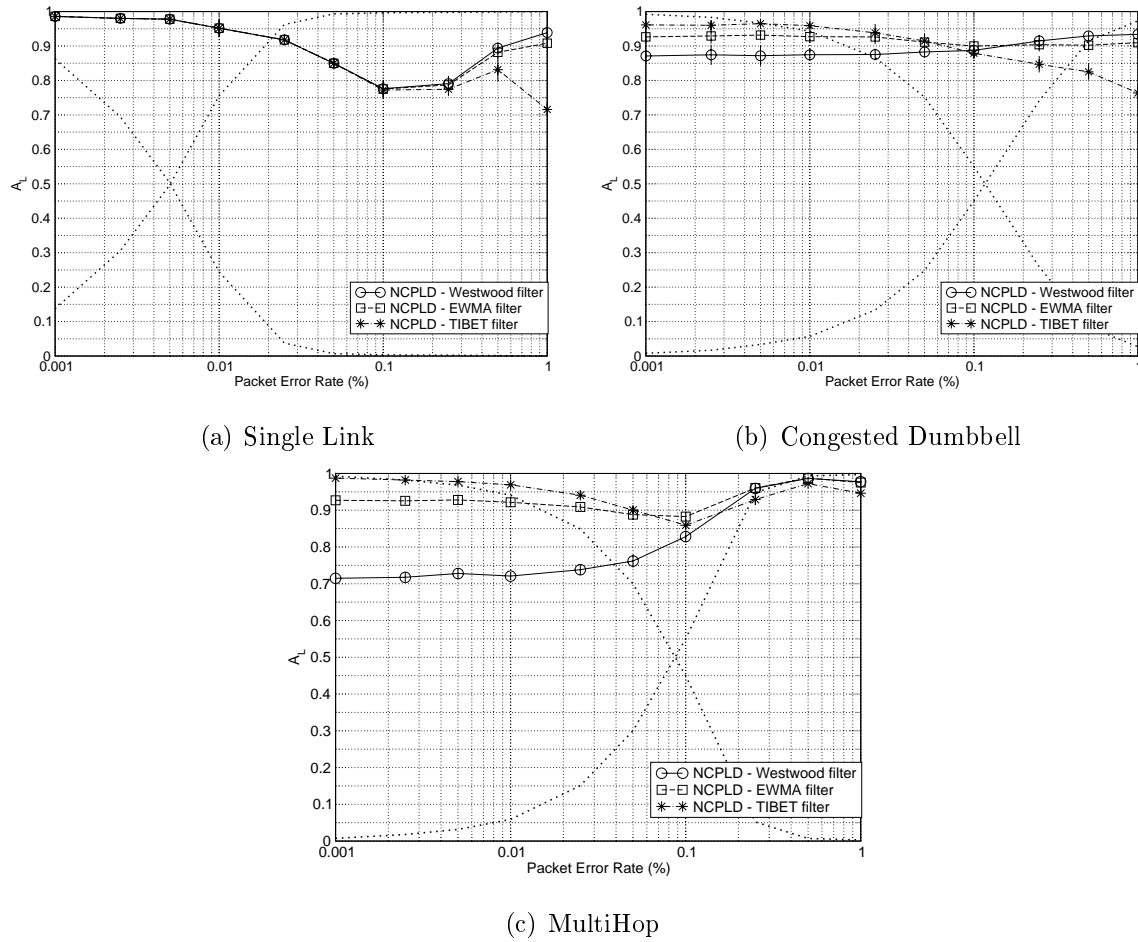 1
0.9
0.8
0.7
0.6
A_L
0.5
0.4
0.3
0.2
0.1
0
0.001
0.01
0.1
1
Packet Error Rate (%)
NCPLD - Westwood filter
NCPLD - EWMA filter
NCPLD - TIBET filter
(a) Single Link
1
0.9
0.8
0.7
0.6
A_L
0.5
0.4
0.3
0.2
0.1
0
0.001
0.01
0.1
1
Packet Error Rate (%)
NCPLD - Westwood filter
NCPLD - EWMA filter
NCPLD - TIBET filter
(b) Congested Dumbbell
1
0.9
0.8
0.7
0.6
A_L
0.5
0.4
0.3
0.2
0.1
0
0.001
0.01
0.1
1
Packet Error Rate (%)
NCPLD - Westwood filter
NCPLD - EWMA filter
NCPLD - TIBET filter
(c) MultiHop